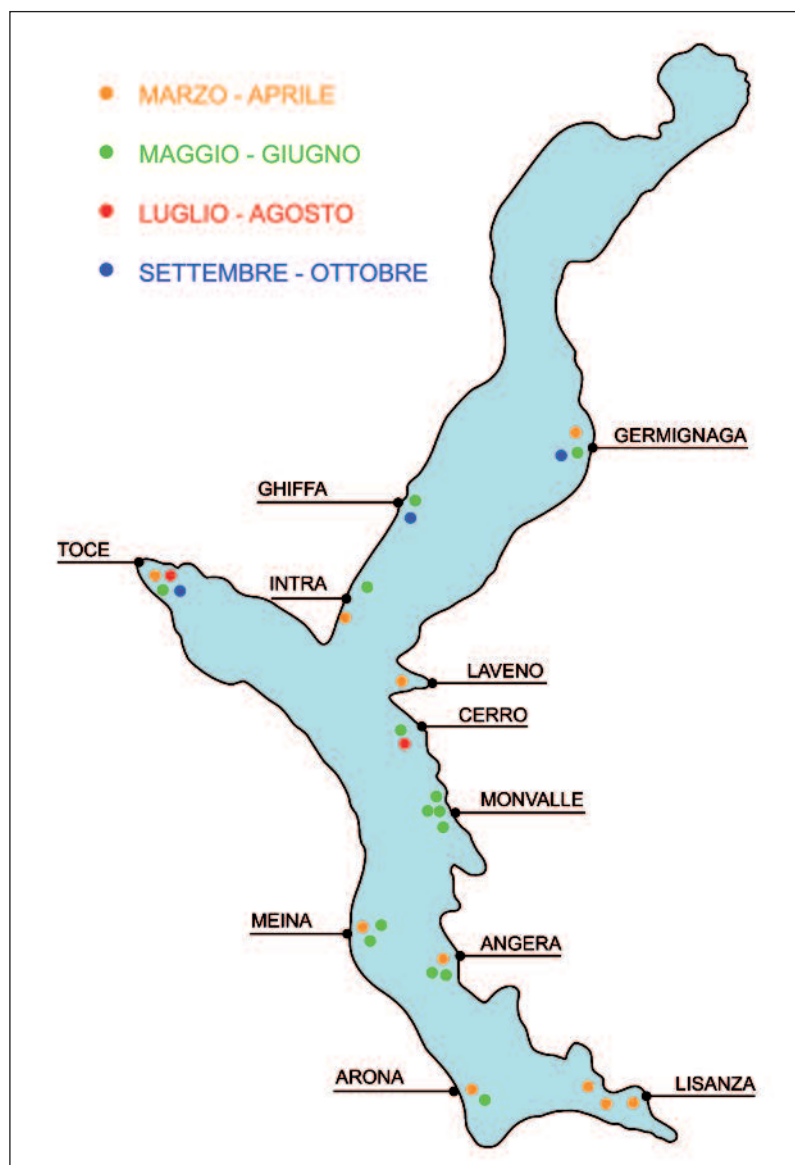 MARZO - APRILE
MAGGIO - GIUGNO
LUGLIO - AGOSTO
SETTEMBRE - OTTOBRE
GERMIGNAGA
GHIFFA
TOCE
INTRA
LAVENO
CERRO
MONVALLE
MEINA
ANGERA
ARONA
LISANZA